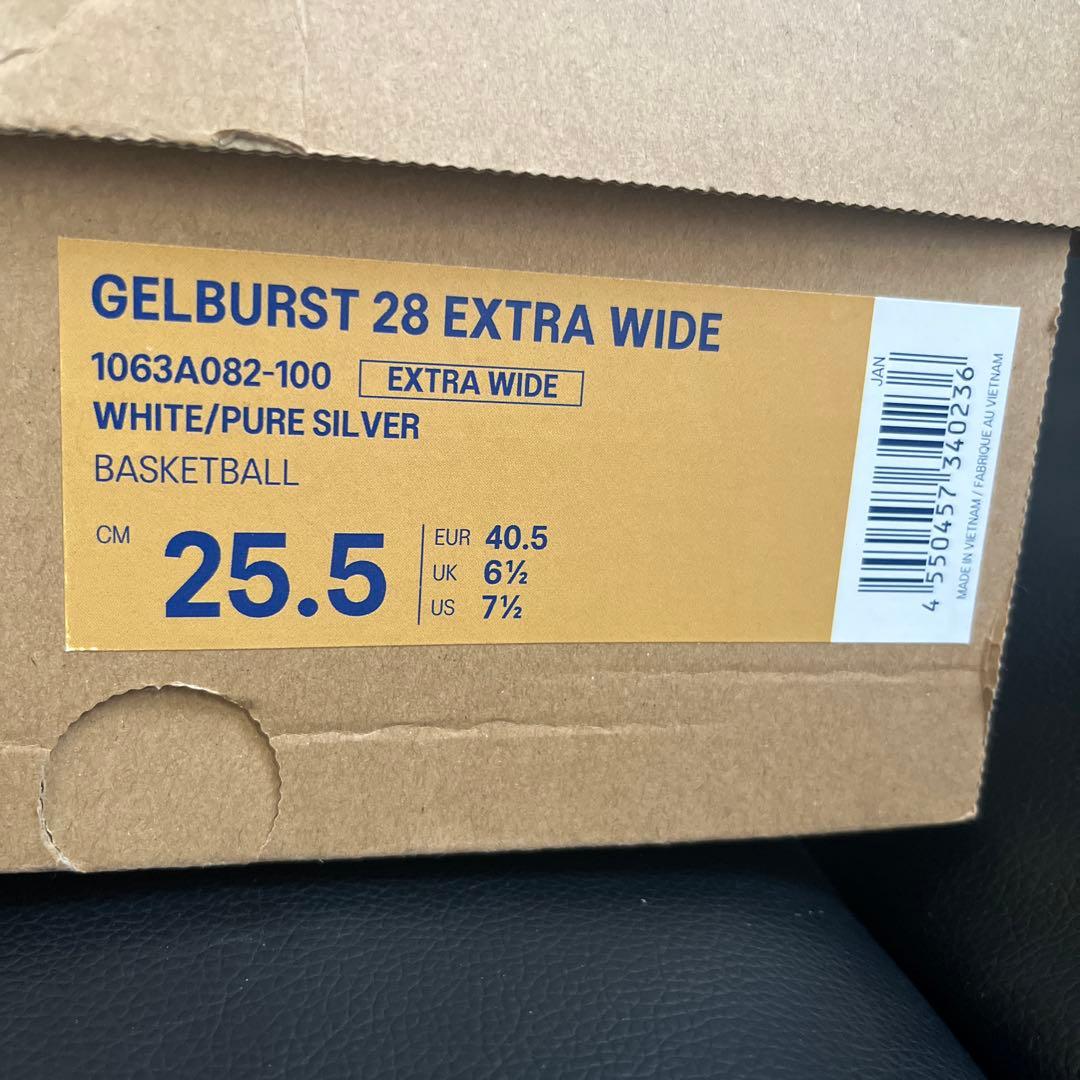 GELBURST 28 EXTRA WIDE
1063A082-100 EXTRA WIDE
WHITE/PURE SILVER
BASKETBALL
CM 25.5
EUR 40.5
UK 6½
US 7½
JAN
4 550457 340236
MADE IN VIETNAM / FABRIQUE AU VIETNAM